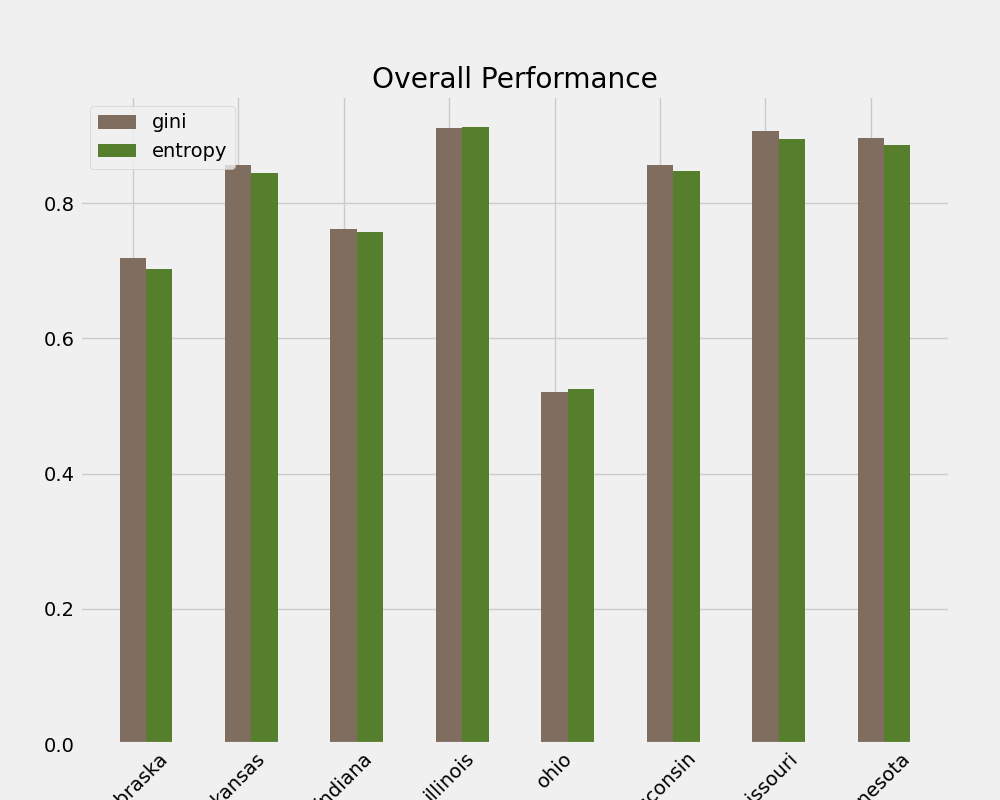 Overall Performance
gini
entropy
0.8
0.6
0.4
0.2
0.0
braska
kansas
ndiana
illinois
ohio
consin
issouri
nesota